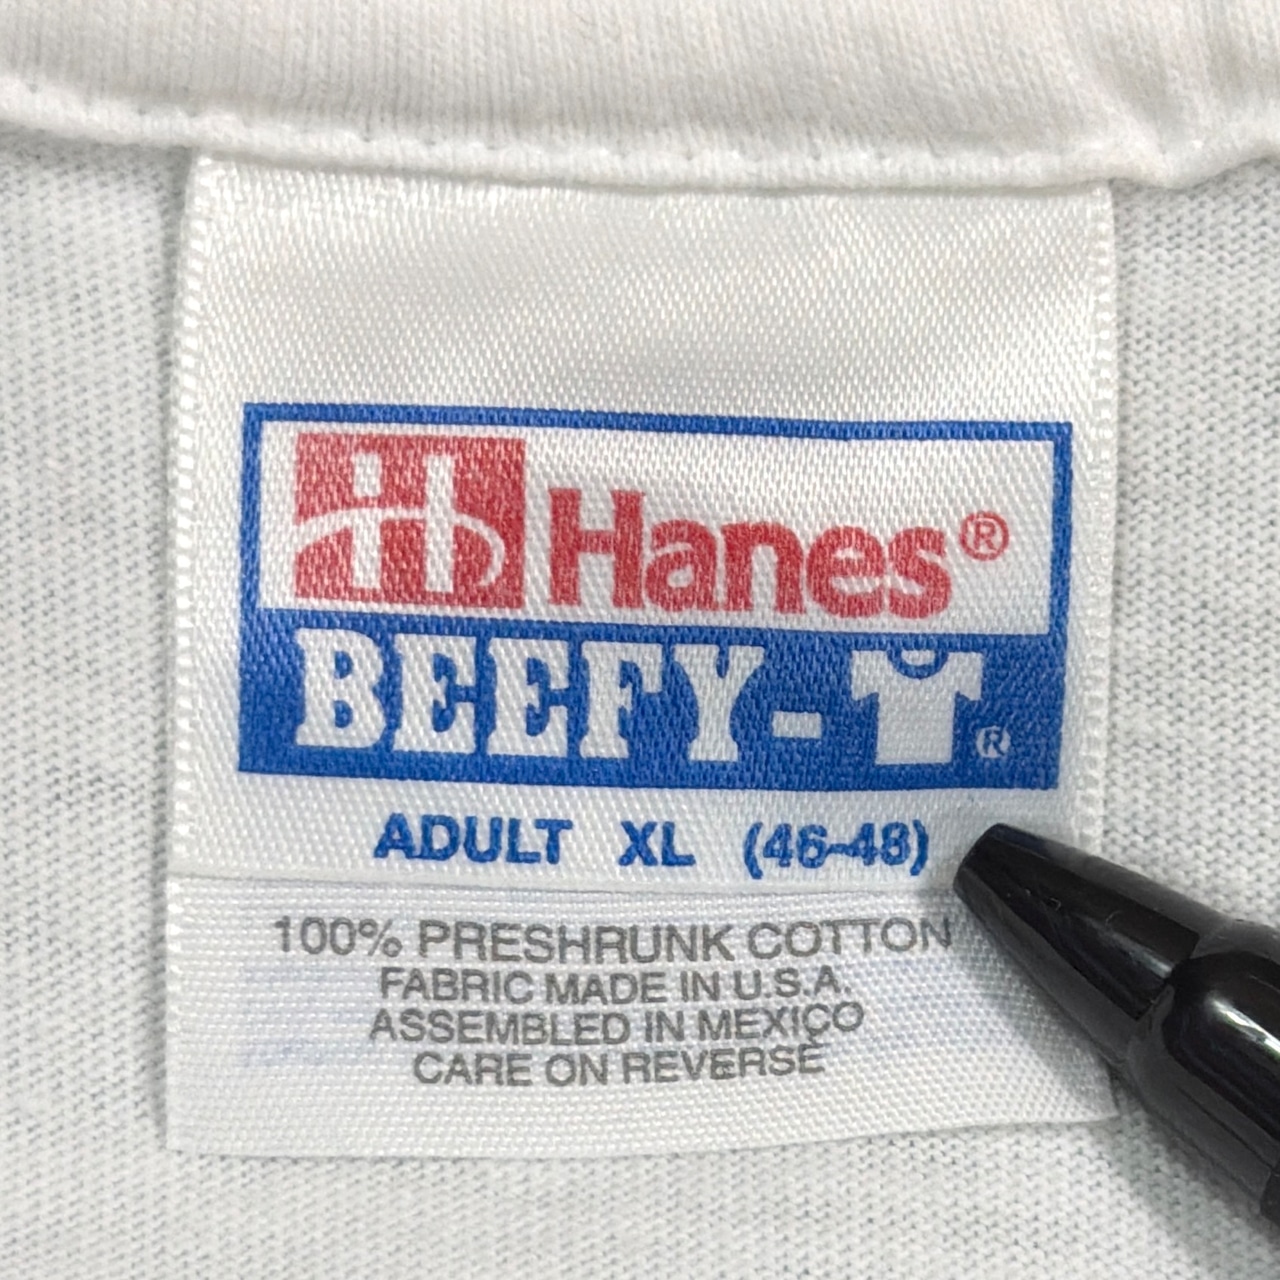 Hanes®
BEEFY-®
ADULT XL (46-48)
100% PRESHRUNK COTTON
FABRIC MADE IN U.S.A.
ASSEMBLED IN MEXICO
CARE ON REVERSE